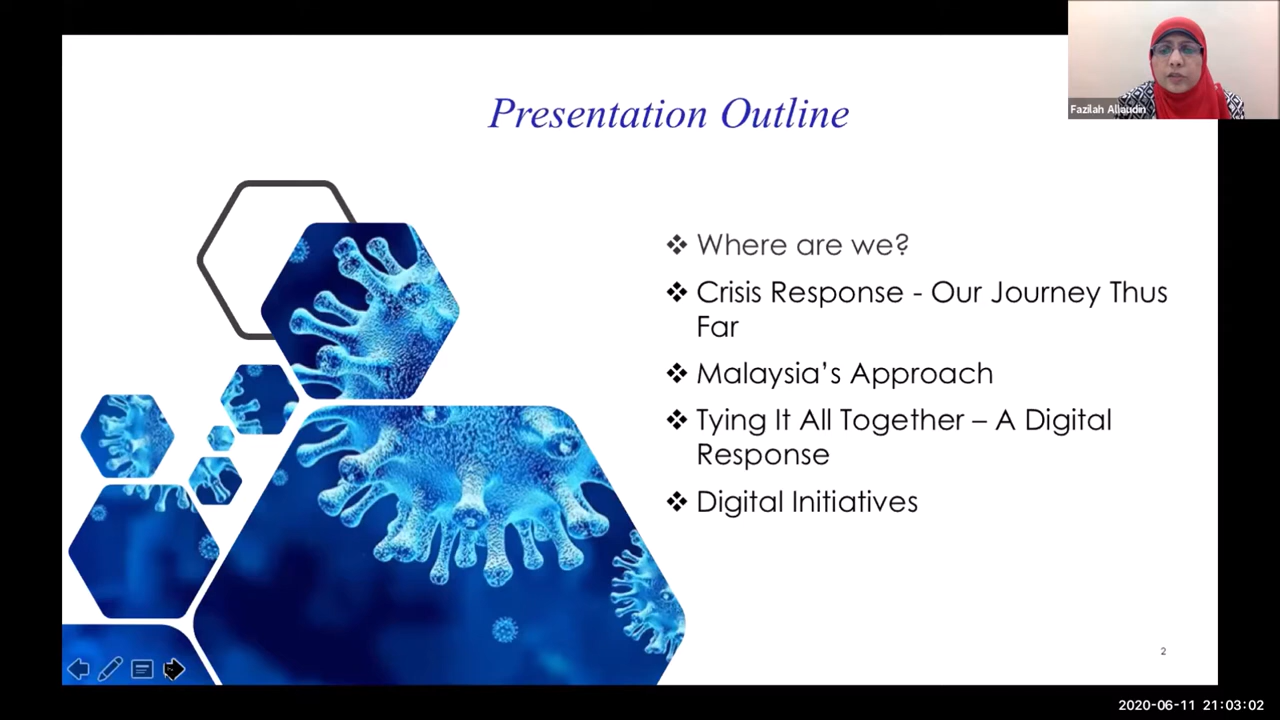 Presentation Outline
Fazilah Allaudin
❖ Where are we?
❖ Crisis Response - Our Journey Thus
Far
❖ Malaysia's Approach
❖ Tying It All Together – A Digital
Response
❖ Digital Initiatives
2
2020-06-11 21:03:02